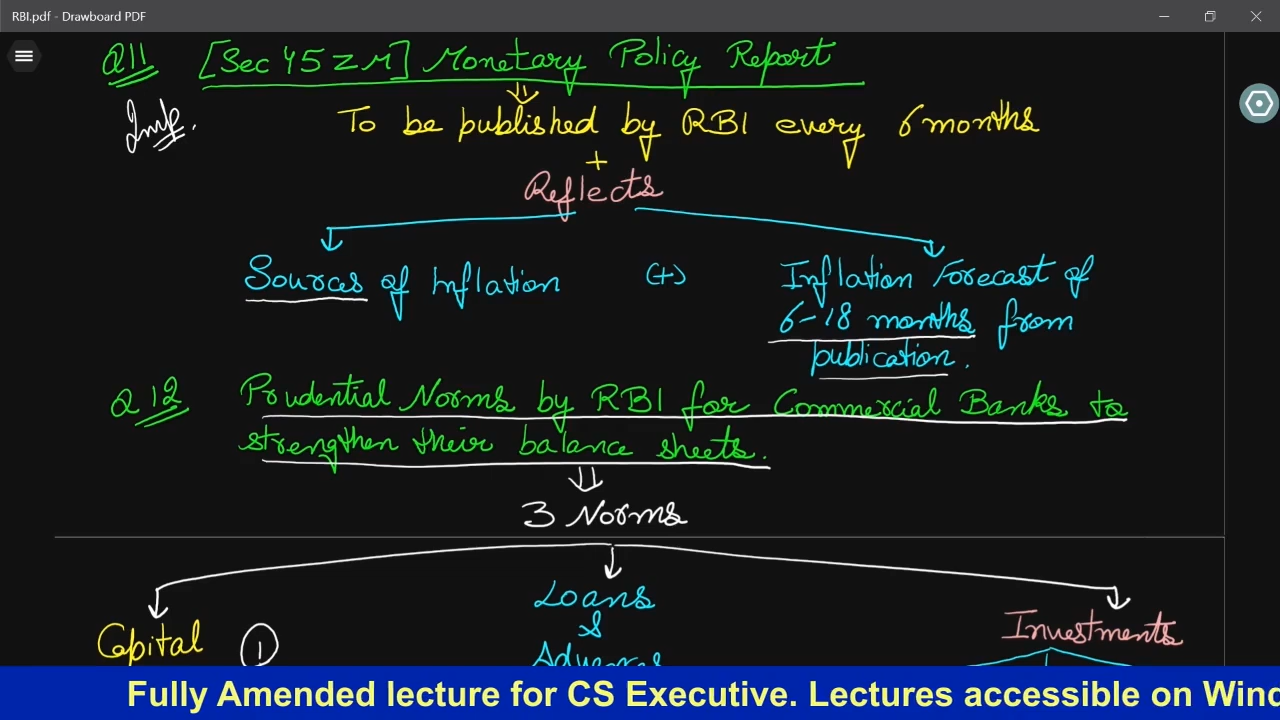 RBI.pdf - Drawboard PDF
Q11 [Sec 45ZM] Monetary Policy Report
Imp.
To be published by RBI every 6 months
+
Reflects
Sources of Inflation (+) Inflation Forecast of
6-18 months from
publication.
Q12 Prudential Norms by RBI for Commercial Banks to
strengthen their balance sheets.
3 Norms
Capital ① Loans Investments
&
Advances
Fully Amended lecture for CS Executive. Lectures accessible on Wind